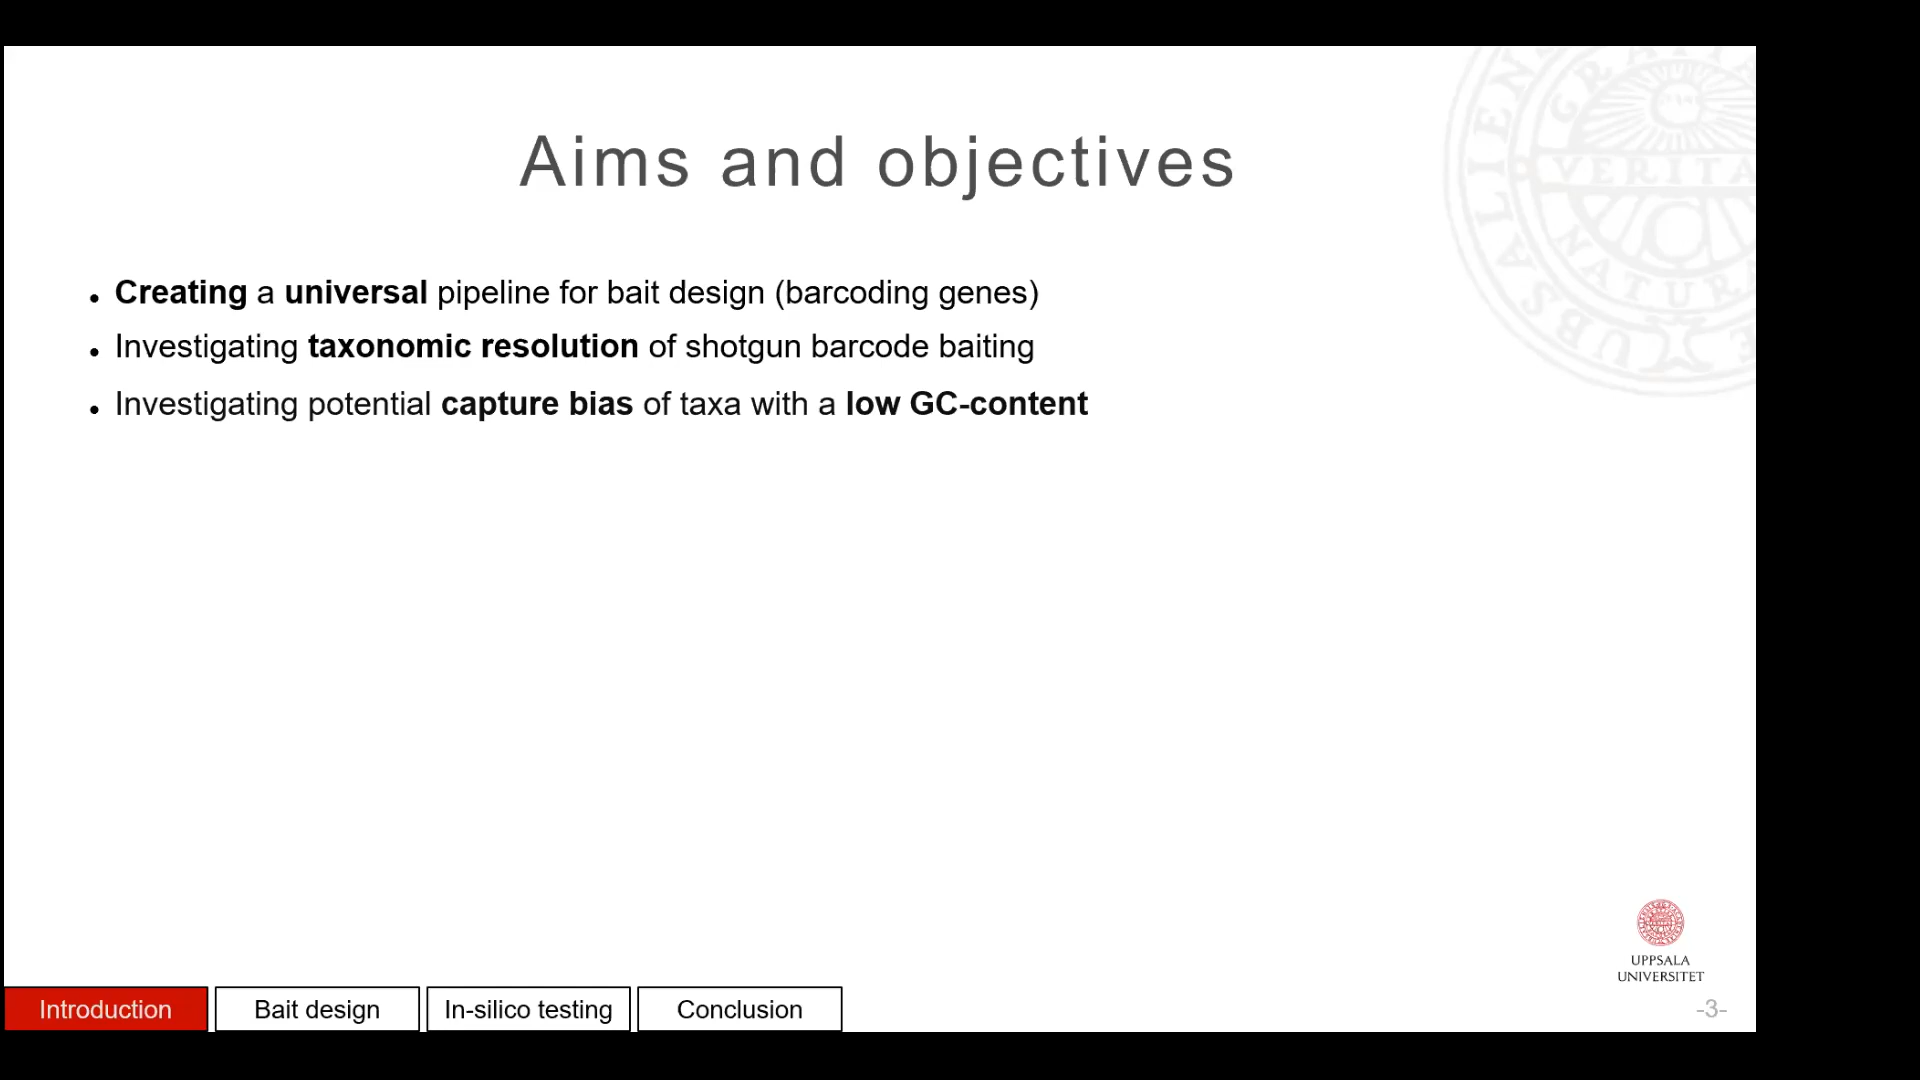 Aims and objectives
• Creating a universal pipeline for bait design (barcoding genes)
• Investigating taxonomic resolution of shotgun barcode baiting
• Investigating potential capture bias of taxa with a low GC-content
VERITA
NATURA
UPPSALA
UNIVERSITET
Introduction
Bait design
In-silico testing
Conclusion
-3-